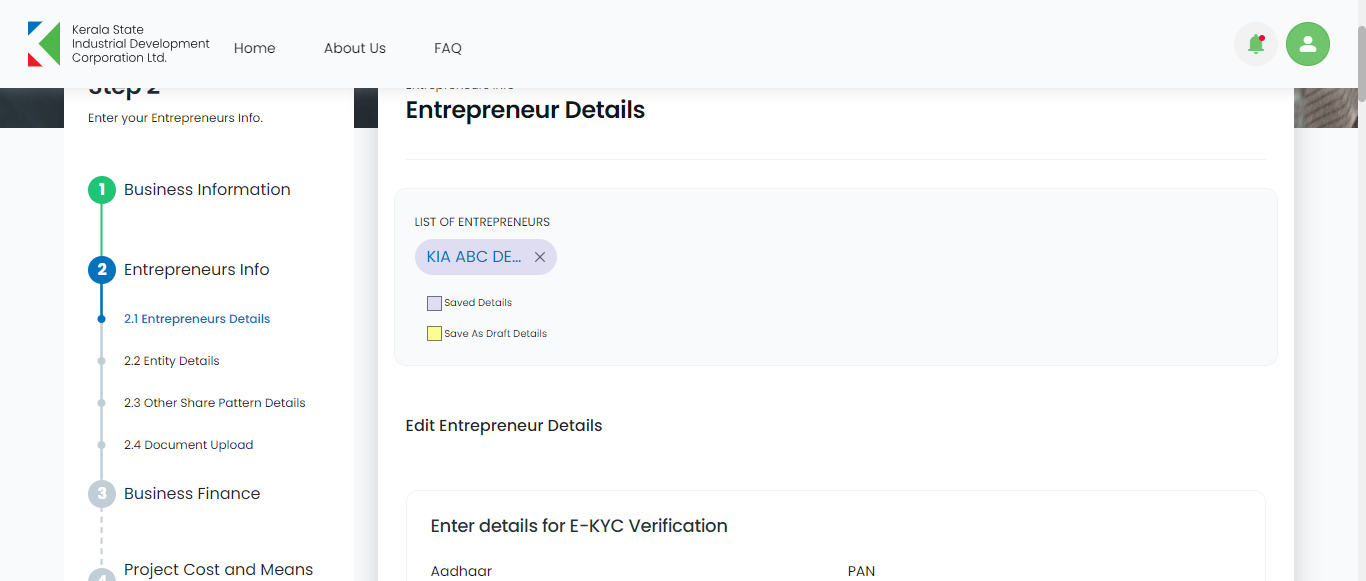 Kerala State
Industrial Development
Corporation Ltd.
Home
About Us
FAQ
Step 2
Enter your Entrepreneurs Info.
1 Business Information
2 Entrepreneurs Info
2.1 Entrepreneurs Details
2.2 Entity Details
2.3 Other Share Pattern Details
2.4 Document Upload
3 Business Finance
4 Project Cost and Means
Entrepreneurs Info
Entrepreneur Details
LIST OF ENTREPRENEURS
KIA ABC DE...
Saved Details
Save As Draft Details
Edit Entrepreneur Details
Enter details for E-KYC Verification
Aadhaar
PAN